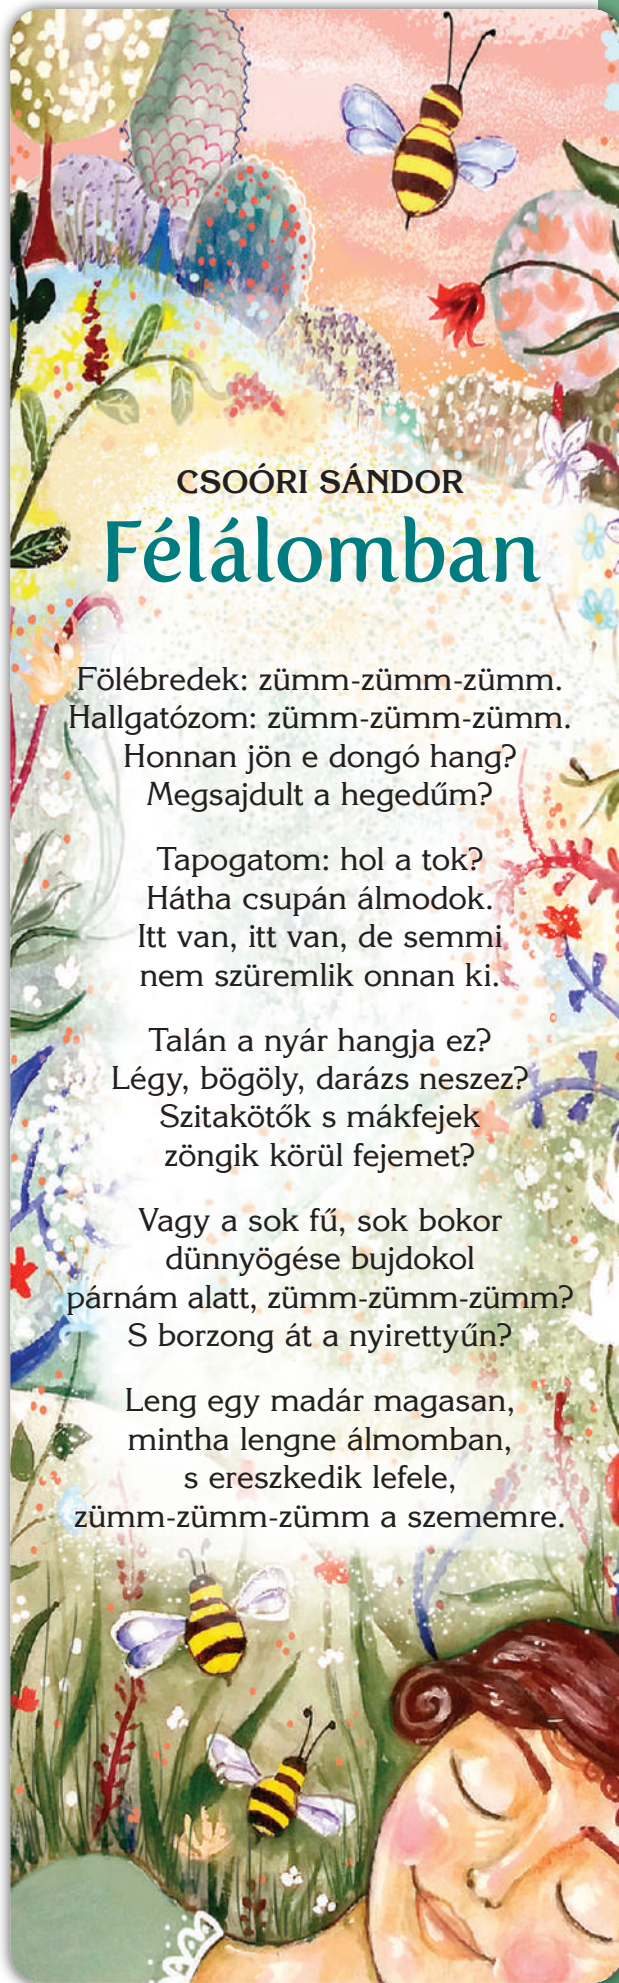 CSOÓRI SÁNDOR
Félálomban
Fölébredek: zümm-zümm-zümm.
Hallgatózom: zümm-zümm-zümm.
Honnan jön e dongó hang?
Megsajdult a hegedűm?
Tapogatom: hol a tok?
Hátha csupán álmodok.
Itt van, itt van, de semmi
nem szüremlik onnan ki.
Talán a nyár hangja ez?
Légy, bögöly, darázs neszez?
Szitakötők s mákfejek
zöngik körül fejemet?
Vagy a sok fű, sok bokor
dünnyögése bujdokol
párnám alatt, zümm-zümm-zümm?
S borzong át a nyirettyűn?
Leng egy madár magasan,
mintha lengne álmomban,
s ereszkedik lefele,
zümm-zümm-zümm a szememre.